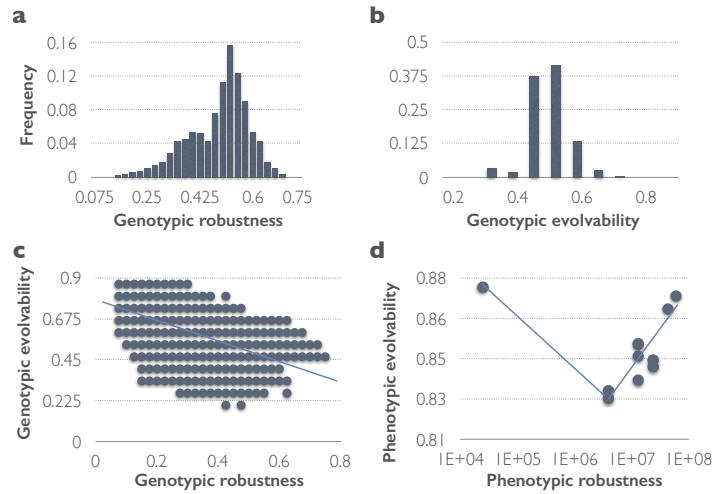 a
0.16
0.12
0.08
0.04
0
Frequency
0.075 0.25 0.425 0.6 0.75
Genotypic robustness
b
0.5
0.375
0.25
0.125
0
0.2 0.4 0.6 0.8
Genotypic evolvability
c
0.9
0.675
0.45
0.225
0
Genotypic evolvability
0 0.2 0.4 0.6 0.8
Genotypic robustness
d
0.88
0.86
0.85
0.83
0.81
Phenotypic evolvability
1E+04 1E+05 1E+06 1E+07 1E+08
Phenotypic robustness